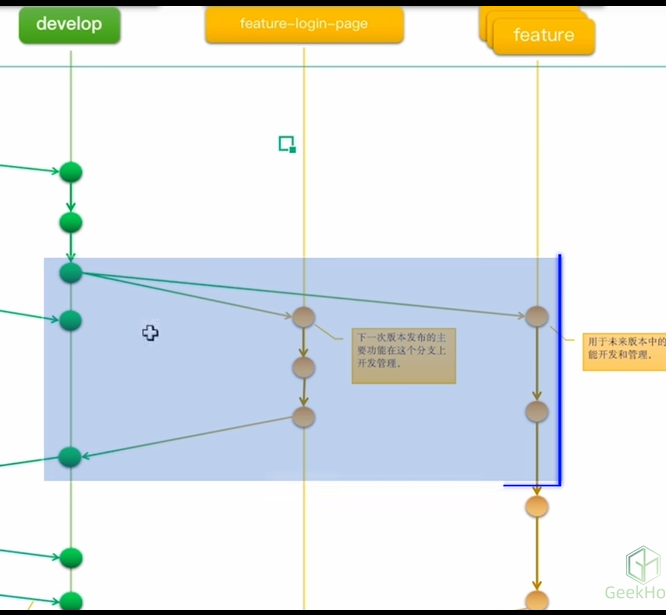 develop
feature-login-page
feature
下一次版本发布的主
要功能在这个分支上
开发管理。
用于未来版本中的
能开发和管理。
GeekHo